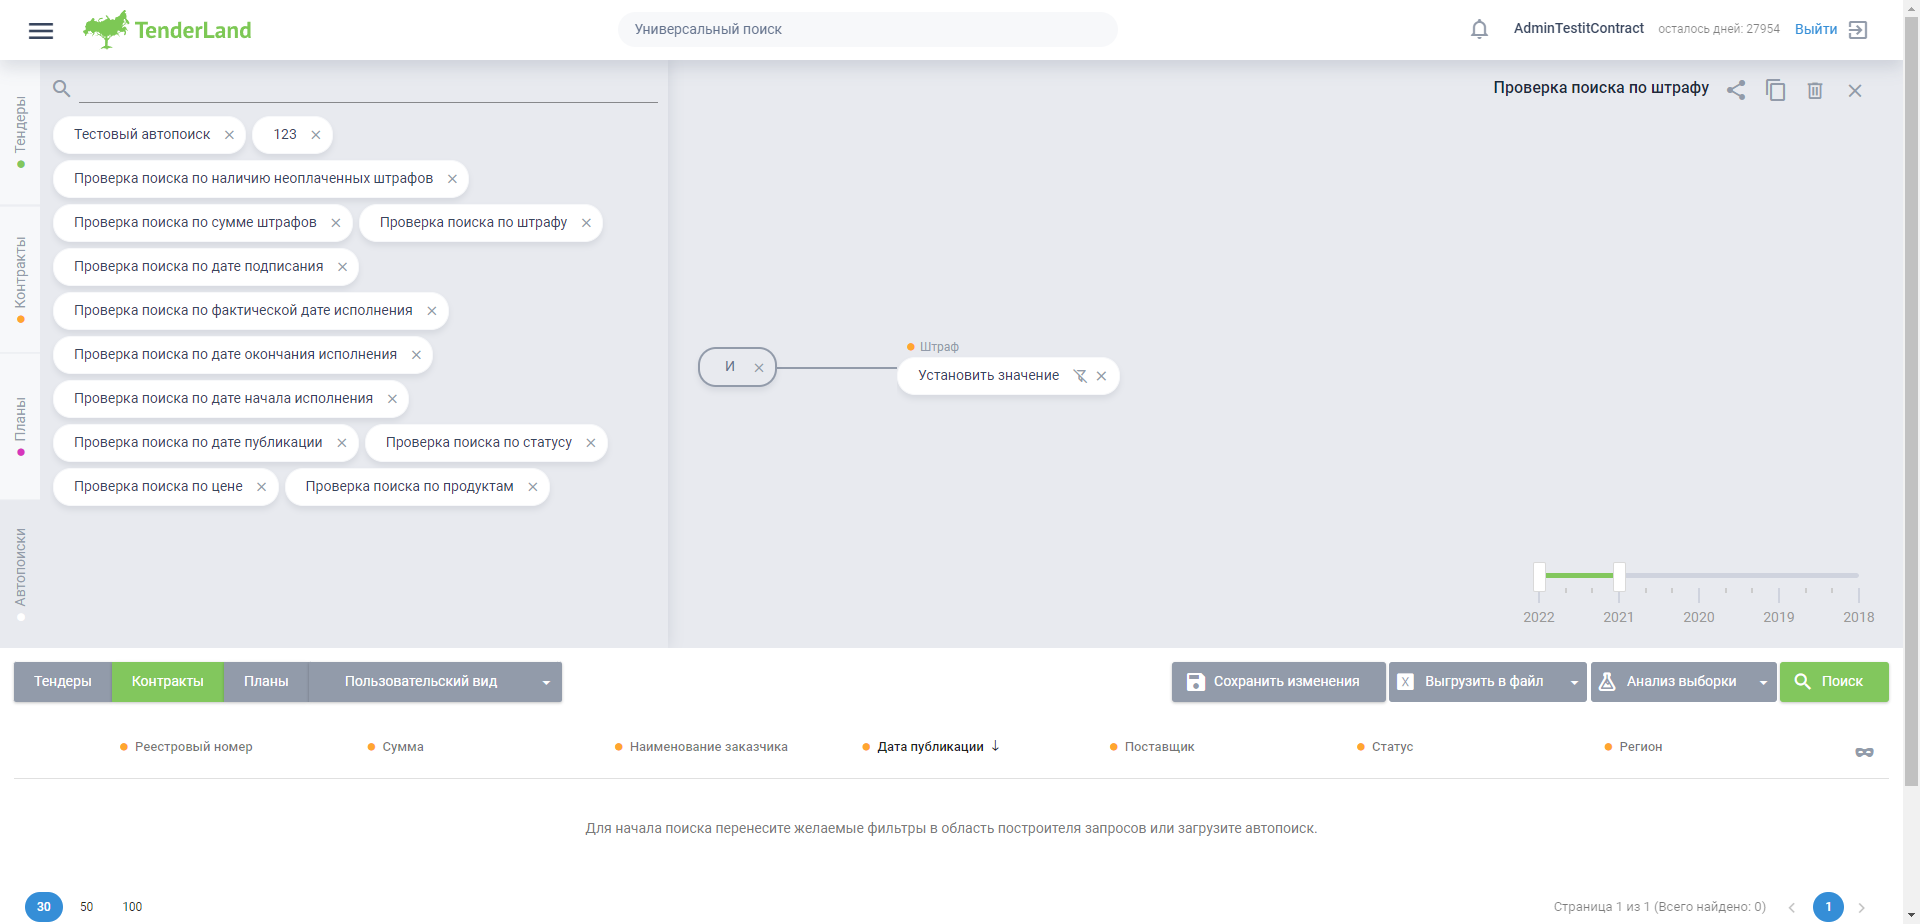 TenderLand
Универсальный поиск
AdminTestitContract
осталось дней: 27954
Выйти
Тендеры
Контракты
Планы
Автопоиски
Тестовый автопоиск
123
Проверка поиска по наличию неоплаченных штрафов
Проверка поиска по сумме штрафов
Проверка поиска по штрафу
Проверка поиска по дате подписания
Проверка поиска по фактической дате исполнения
Проверка поиска по дате окончания исполнения
Проверка поиска по дате начала исполнения
Проверка поиска по дате публикации
Проверка поиска по статусу
Проверка поиска по цене
Проверка поиска по продуктам
Проверка поиска по штрафу
И
Штраф
Установить значение
2022 2021 2020 2019 2018
Тендеры Контракты Планы Пользовательский вид
Сохранить изменения
X Выгрузить в файл
Анализ выборки
Поиск
Реестровый номер Сумма Наименование заказчика Дата публикации Поставщик Статус Регион
Для начала поиска перенесите желаемые фильтры в область построителя запросов или загрузите автопоиск.
30 50 100
Страница 1 из 1 (Всего найдено: 0)
1